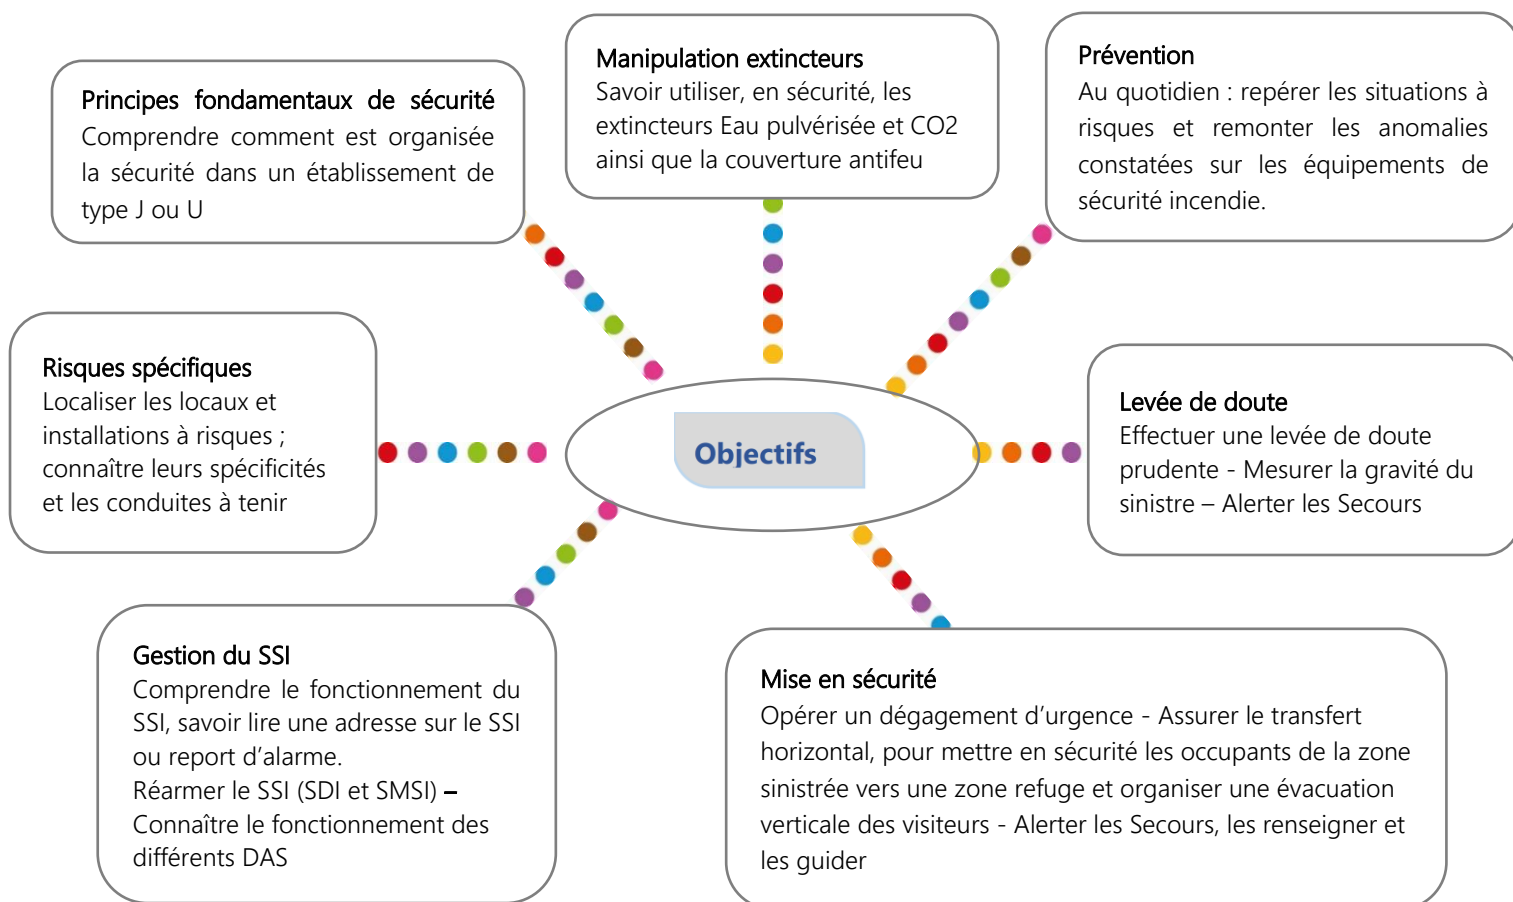 Principes fondamentaux de sécurité
Comprendre comment est organisée
la sécurité dans un établissement de
type J ou U
Manipulation extincteurs
Savoir utiliser, en sécurité, les
extincteurs Eau pulvérisée et CO2
ainsi que la couverture antifeu
Prévention
Au quotidien : repérer les situations à
risques et remonter les anomalies
constatées sur les équipements de
sécurité incendie.
Risques spécifiques
Localiser les locaux et
installations à risques ;
connaître leurs spécificités
et les conduites à tenir
Objectifs
Levée de doute
Effectuer une levée de doute
prudente - Mesurer la gravité du
sinistre – Alerter les Secours
Gestion du SSI
Comprendre le fonctionnement du
SSI, savoir lire une adresse sur le SSI
ou report d’alarme.
Réarmer le SSI (SDI et SMSI) –
Connaître le fonctionnement des
différents DAS
Mise en sécurité
Opérer un dégagement d’urgence - Assurer le transfert
horizontal, pour mettre en sécurité les occupants de la zone
sinistrée vers une zone refuge et organiser une évacuation
verticale des visiteurs - Alerter les Secours, les renseigner et
les guider